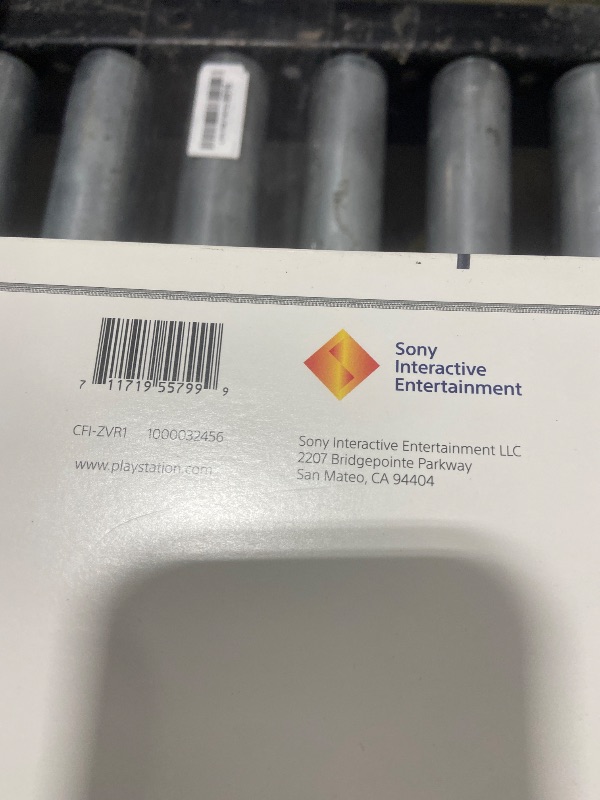 7 11719 55799 9
CFI-ZVR1 1000032456
www.playstation.com
Sony
Interactive
Entertainment
Sony Interactive Entertainment LLC
2207 Bridgepointe Parkway
San Mateo, CA 94404